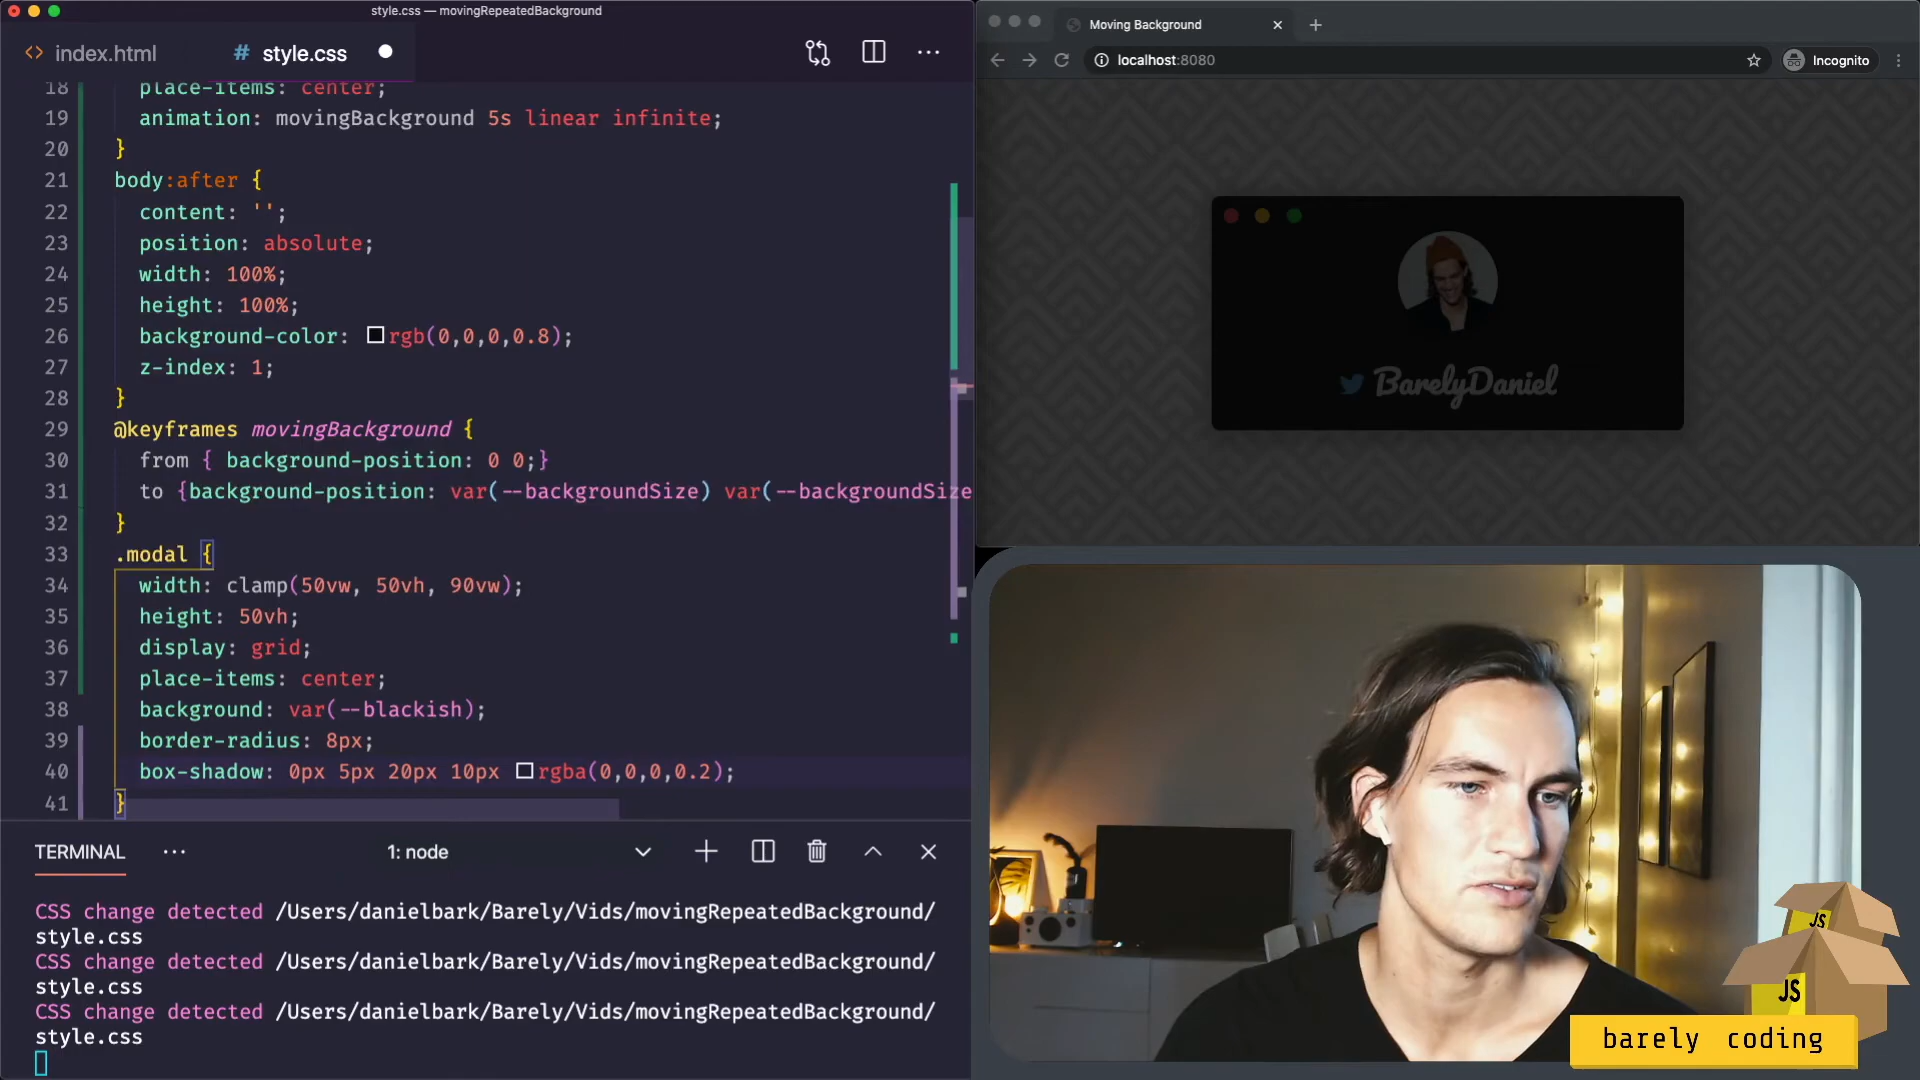 style.css — movingRepeatedBackground
<> index.html
# style.css
18 place-items: center;
19 animation: movingBackground 5s linear infinite;
20 }
21 body:after {
22 content: '';
23 position: absolute;
24 width: 100%;
25 height: 100%;
26 background-color: rgb(0,0,0,0.8);
27 z-index: 1;
28 }
29 @keyframes movingBackground {
30 from { background-position: 0 0;}
31 to {background-position: var(--backgroundSize) var(--backgroundSize
32 }
33 .modal {
34 width: clamp(50vw, 50vh, 90vw);
35 height: 50vh;
36 display: grid;
37 place-items: center;
38 background: var(--blackish);
39 border-radius: 8px;
40 box-shadow: 0px 5px 20px 10px rgba(0,0,0,0.2);
41 }
TERMINAL ··· 1: node
CSS change detected /Users/danielbark/Barely/Vids/movingRepeatedBackground/
style.css
CSS change detected /Users/danielbark/Barely/Vids/movingRepeatedBackground/
style.css
CSS change detected /Users/danielbark/Barely/Vids/movingRepeatedBackground/
style.css
Moving Background
localhost:8080
Incognito
BarelyDaniel
JS
JS
barely coding